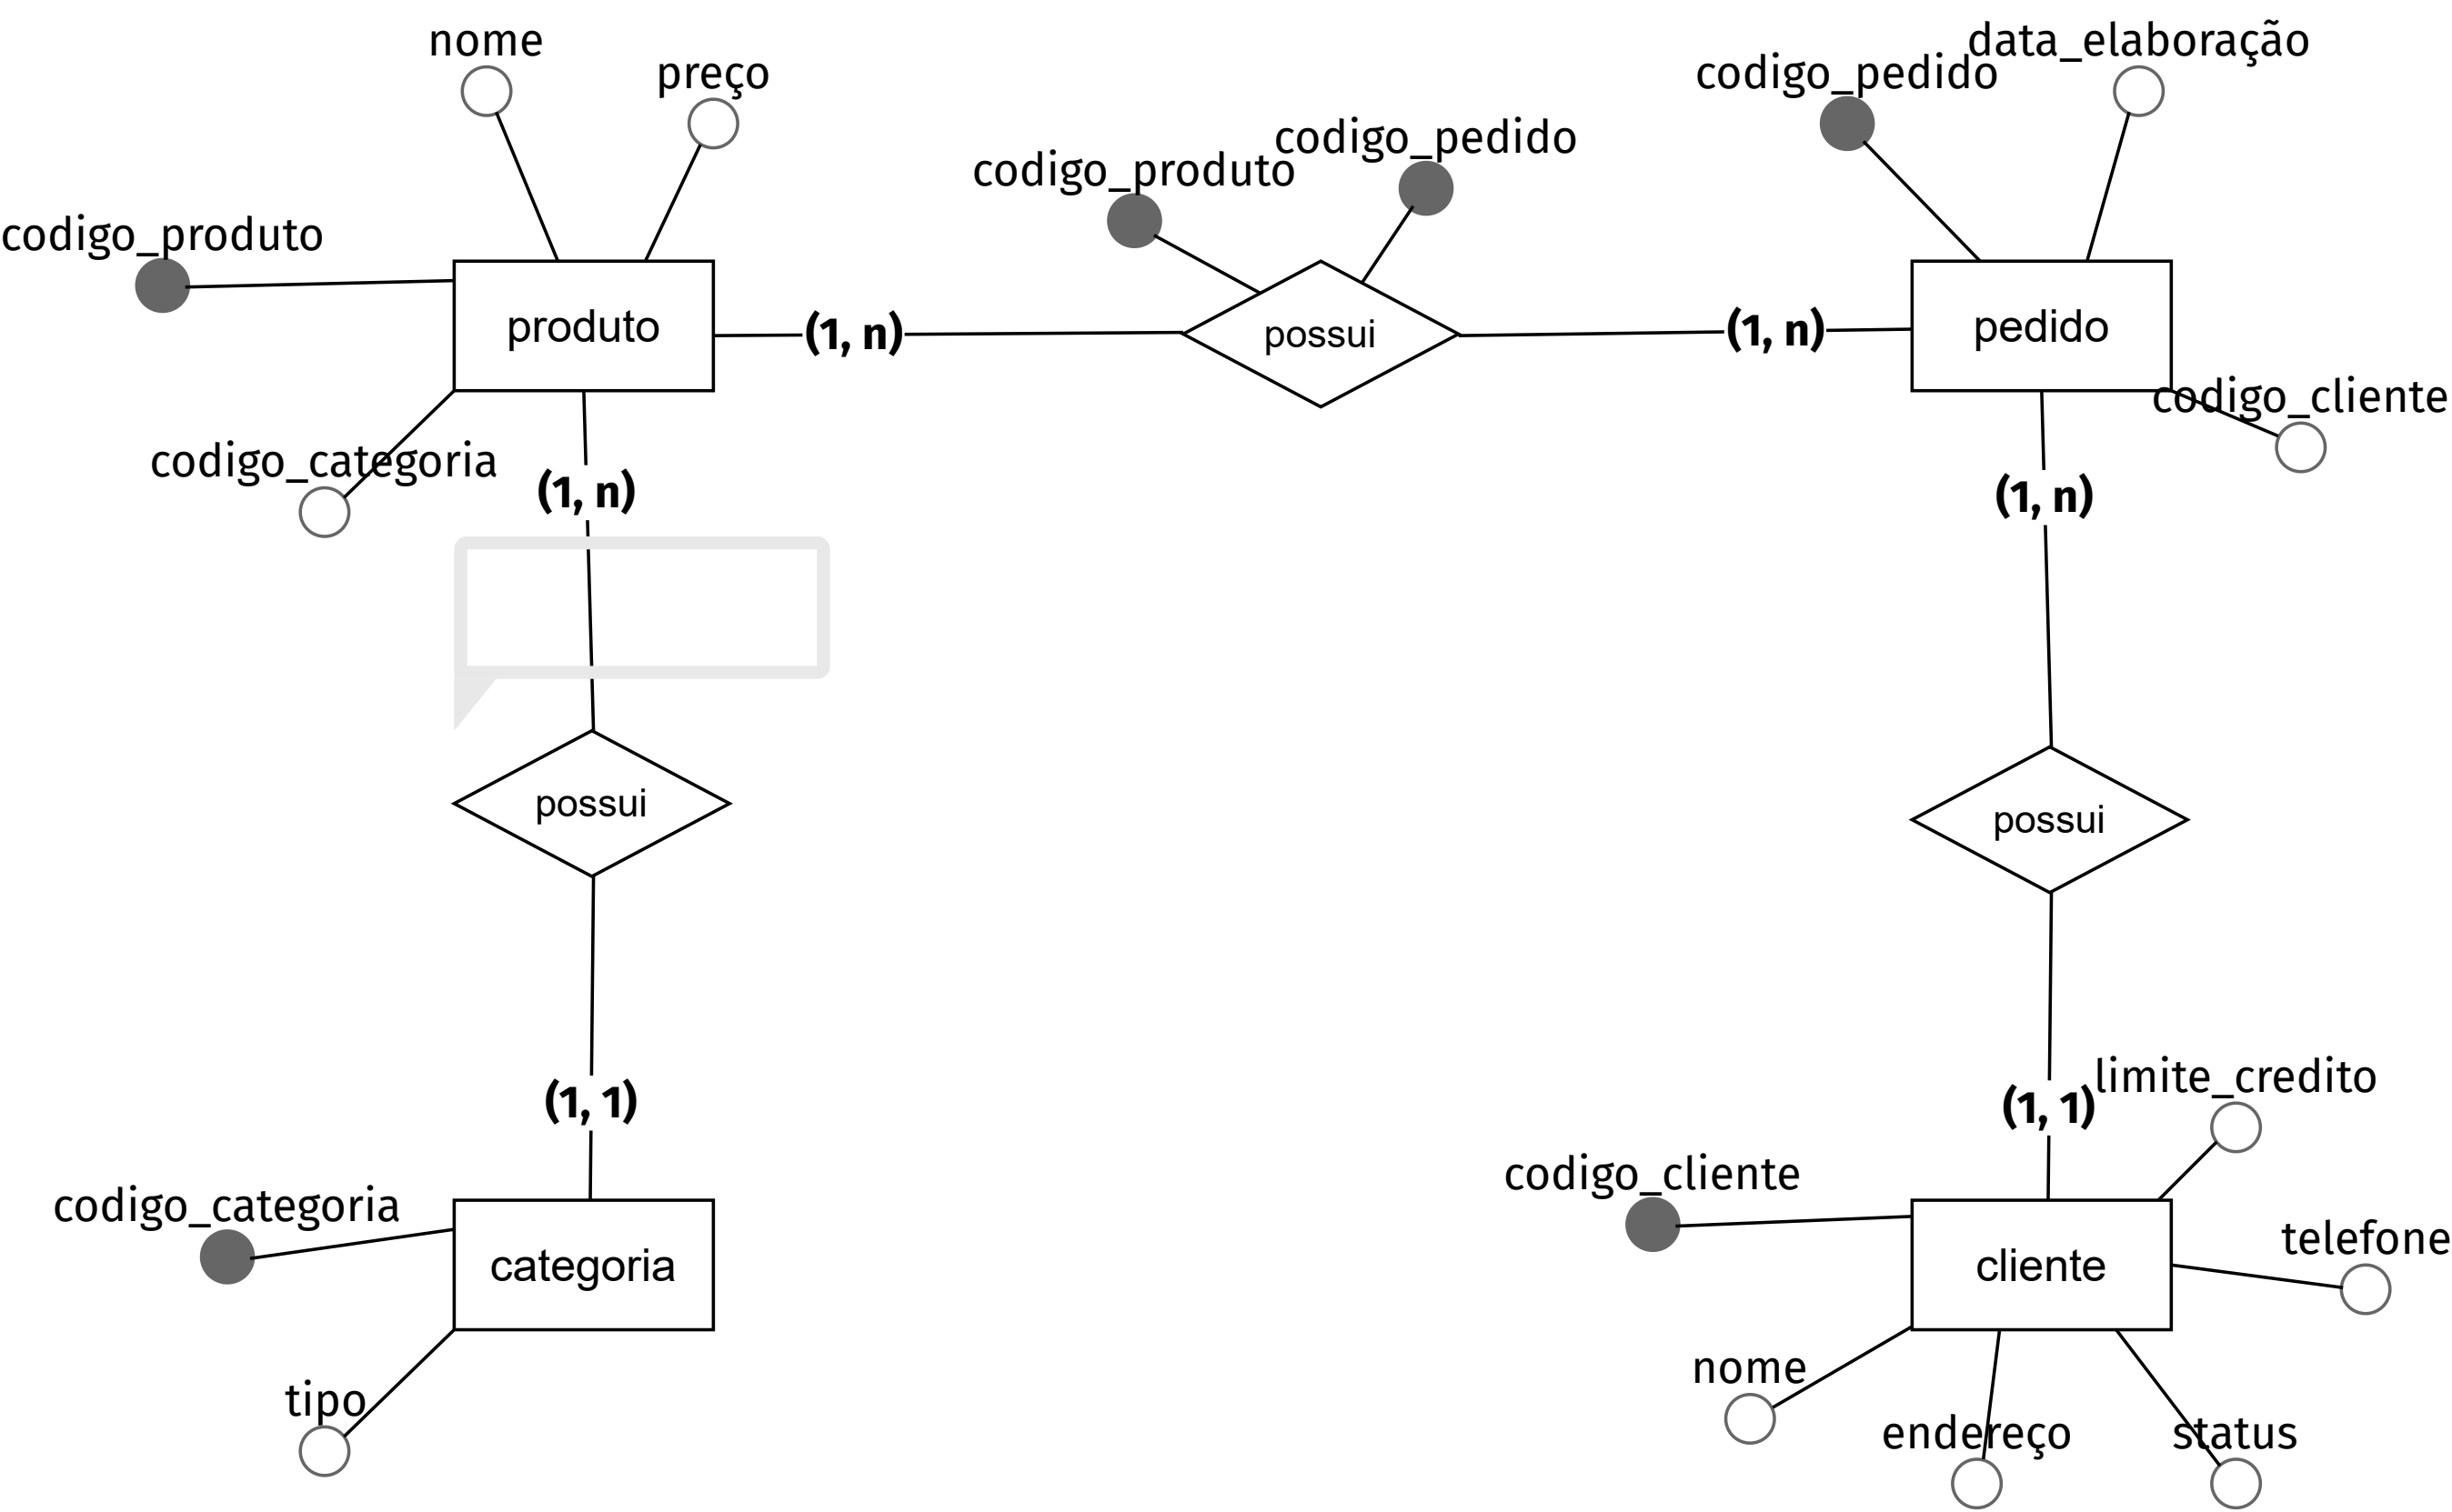 nome
preço
codigo_produto
produto
codigo_categoria
(1, n)
(1, n)
codigo_produto
codigo_pedido
possui
(1, n)
codigo_pedido
data_elaboração
pedido
codigo_cliente
(1, n)
possui
possui
(1, 1)
codigo_categoria
categoria
tipo
(1, 1)
limite_credito
codigo_cliente
cliente
telefone
nome
endereço
status